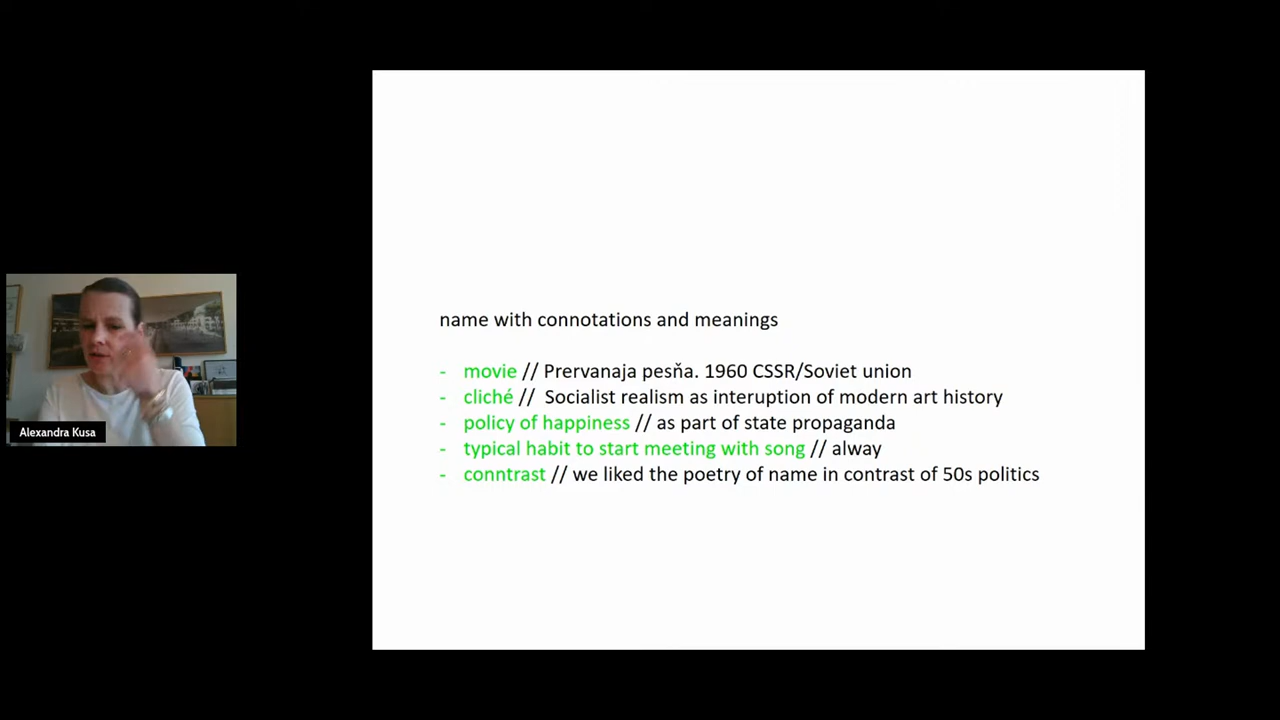 name with connotations and meanings
- movie // Prervanaja pesňa. 1960 CSSR/Soviet union
- cliché // Socialist realism as interuption of modern art history
- policy of happiness // as part of state propaganda
- typical habit to start meeting with song // alway
- conntrast // we liked the poetry of name in contrast of 50s politics
Alexandra Kusa